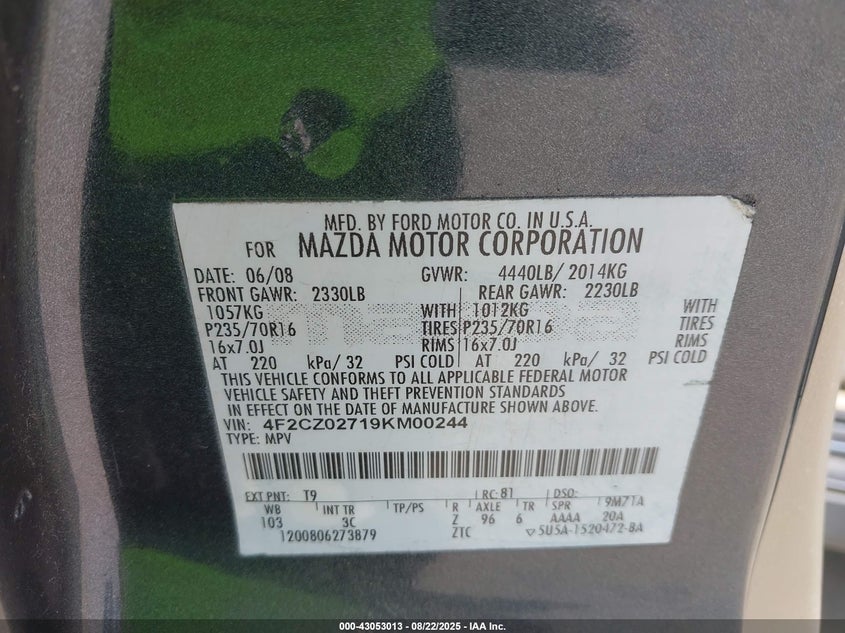 MFD. BY FORD MOTOR CO. IN U.S.A.
FOR MAZDA MOTOR CORPORATION
DATE: 06/08 GVWR: 4440LB/ 2014KG
FRONT GAWR: 2330LB REAR GAWR: 2230LB
1057KG WITH 1012KG WITH
P235/70R16 TIRES P235/70R16 TIRES
16x7.0J RIMS 16x7.0J RIMS
AT 220 kPa/ 32 PSI COLD AT 220 kPa/ 32 PSI COLD
THIS VEHICLE CONFORMS TO ALL APPLICABLE FEDERAL MOTOR
VEHICLE SAFETY AND THEFT PREVENTION STANDARDS
IN EFFECT ON THE DATE OF MANUFACTURE SHOWN ABOVE.
VIN: 4F2CZ02719KM00244
TYPE: MPV
EXT PNT: T9 RC: 81 DSO:
WB INT TR TP/PS R AXLE TR SPR 9M71A
103 3C Z 96 6 AAAA 20A
1200806273879 ZTC 5U5A-1520472-BA
000-43053013 - 08/22/2025 - IAA Inc.